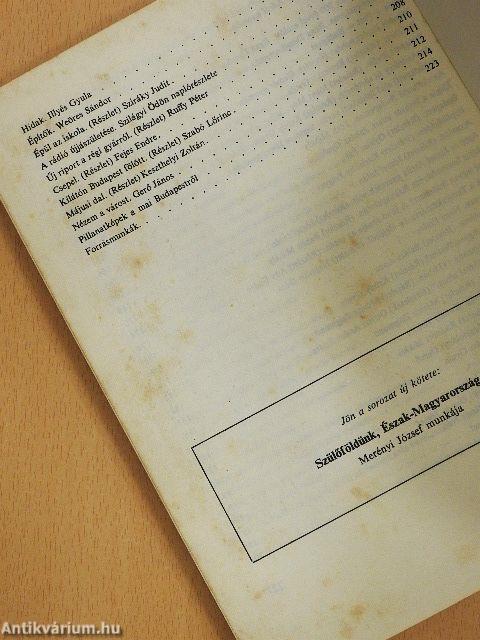 Hidak. Illyés Gyula
Építők. Weöres Sándor
Épül az iskola. (Részlet) Sziráky Judit
A rádió újjászületése. Szilágyi Ödön naplórészlete
Új riport a régi gyárról. (Részlet) Ruffy Péter
Csepel. (Részlet) Fejes Endre
Kilátón Budapest fölött. (Részlet) Szabó Lőrinc
Májusi dal. (Részlet) Keszthelyi Zoltán
Nézem a várost. Gerő János
Pillanatképek a mai Budapestről
Forrásmunkák
208
210
211
212
214
223
Jön a sorozat új kötete:
Szülőföldünk, Észak-Magyarország
Merényi József munkája
Antikvárium.hu